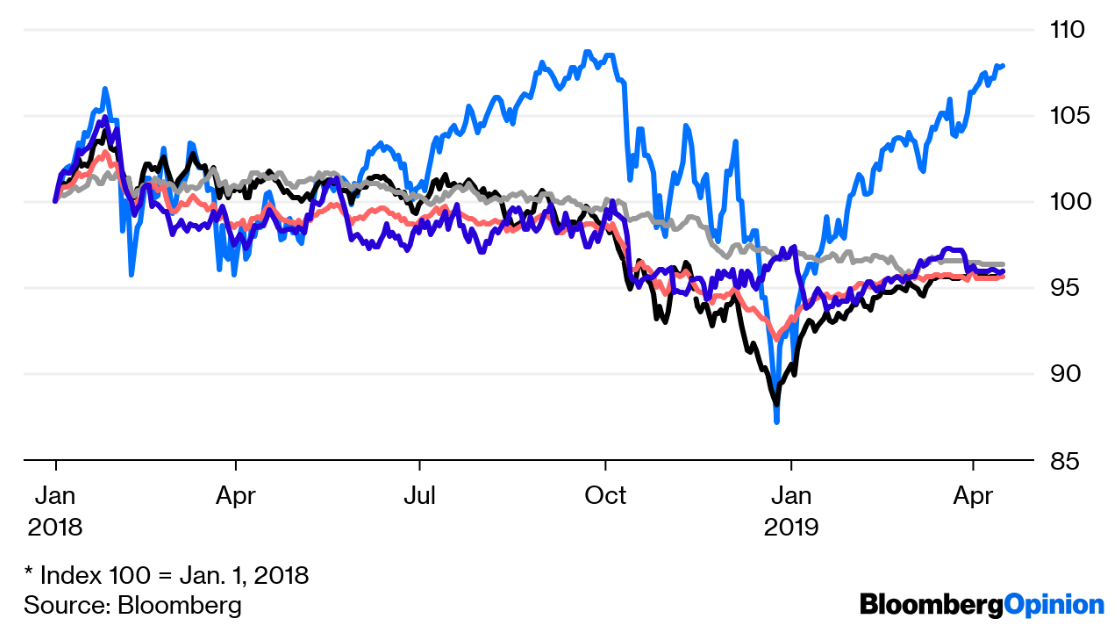 110
105
100
95
90
85
Jan Apr Jul Oct Jan Apr
2018 2019
* Index 100 = Jan. 1, 2018
Source: Bloomberg
BloombergOpinion